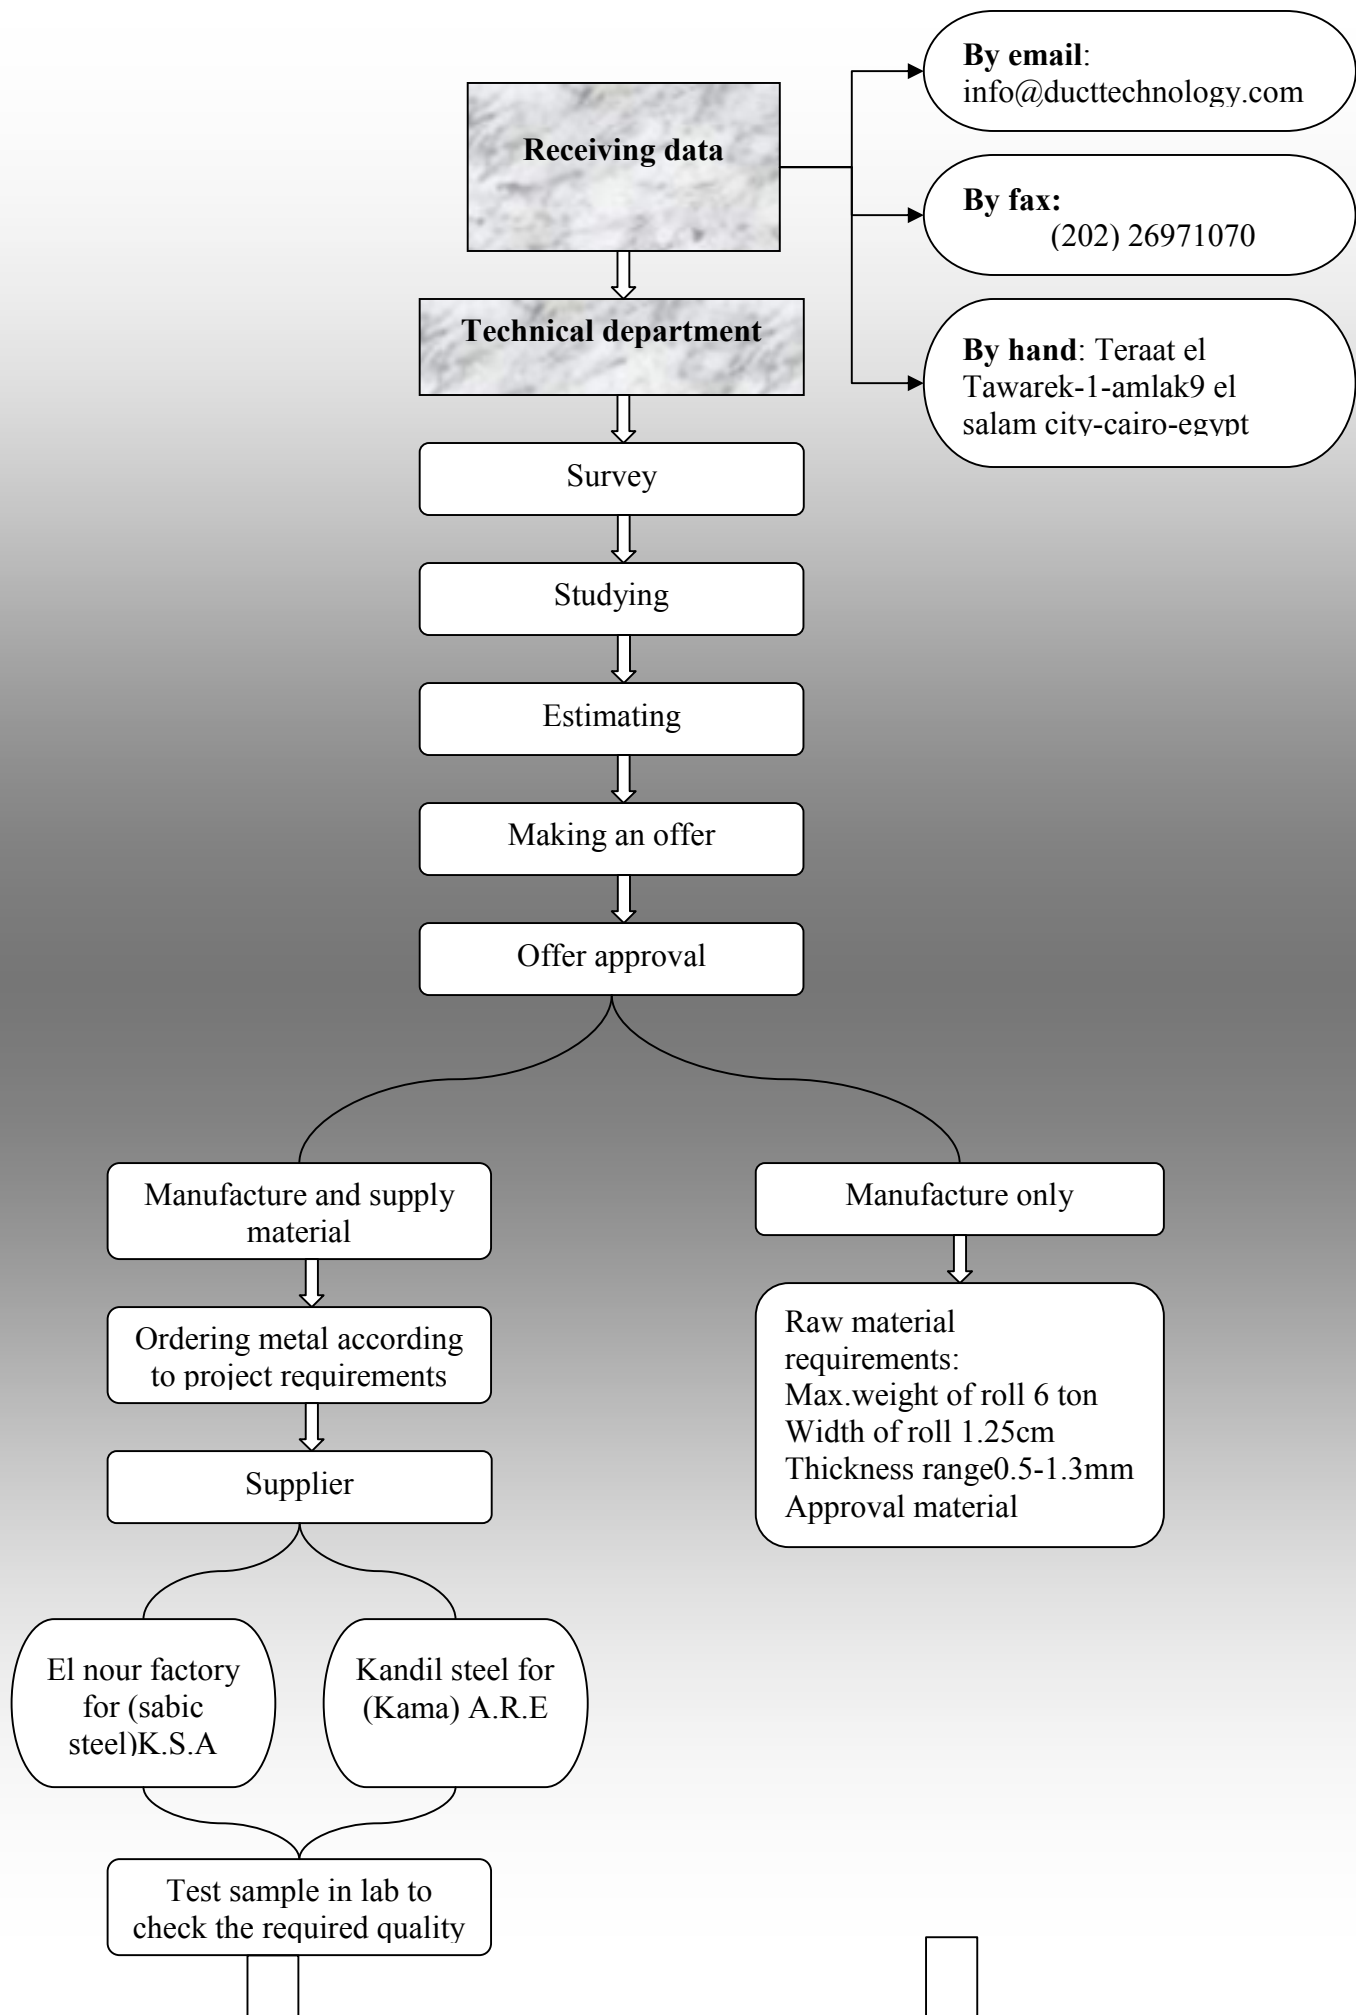 By email:
info@ducttechnology.com
Receiving data
By fax:
(202) 26971070
Technical department
By hand: Teraat el
Tawarek-1-amlak9 el
salam city-cairo-egypt
Survey
Studying
Estimating
Making an offer
Offer approval
Manufacture and supply
material
Manufacture only
Ordering metal according
to project requirements
Raw material
requirements:
Max.weight of roll 6 ton
Width of roll 1.25cm
Thickness range0.5-1.3mm
Approval material
Supplier
El nour factory
for (sabic
steel)K.S.A
Kandil steel for
(Kama) A.R.E
Test sample in lab to
check the required quality